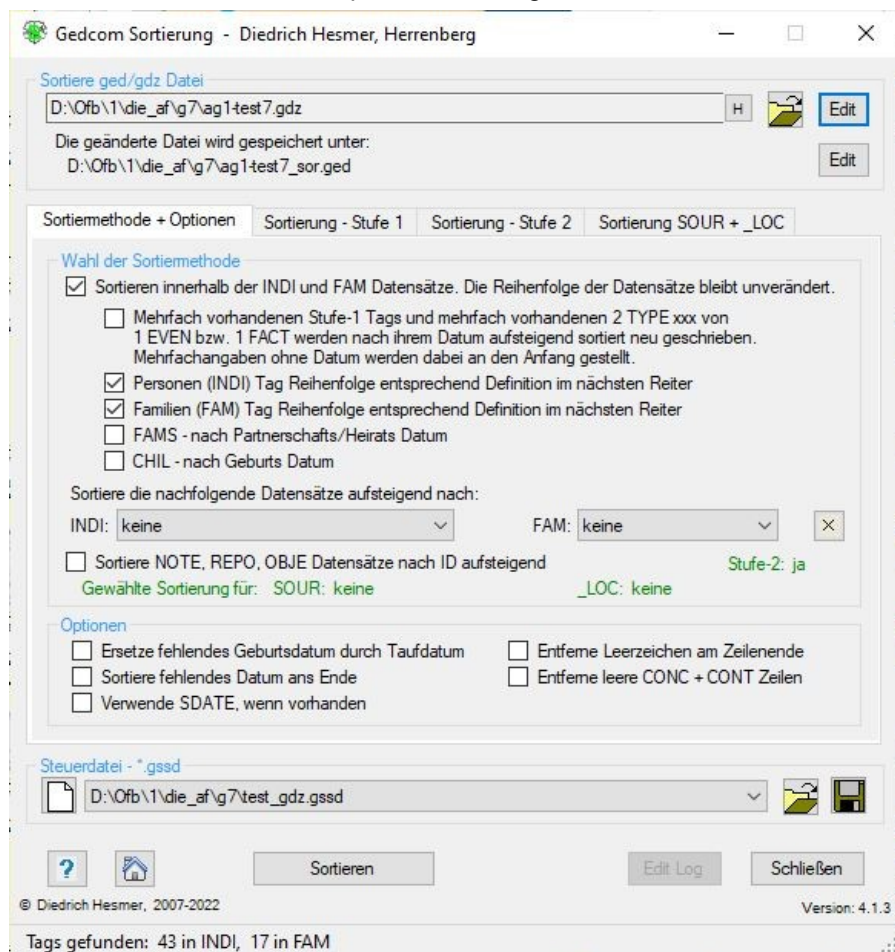 Gedcom Sortierung - Diedrich Hesmer, Herrenberg
Sortiere ged/gdz Datei
D:\Ofb\1\die_af\g7\ag1-test7.gdz H Edit
Die geänderte Datei wird gespeichert unter:
D:\Ofb\1\die_af\g7\ag1-test7_sor.ged Edit
Sortiermethode + Optionen Sortierung - Stufe 1 Sortierung - Stufe 2 Sortierung SOUR + _LOC
Wahl der Sortiermethode
Sortieren innerhalb der INDI und FAM Datensätze. Die Reihenfolge der Datensätze bleibt unverändert.
Mehrfach vorhandenen Stufe-1 Tags und mehrfach vorhandenen 2 TYPE xxx von
1 EVEN bzw. 1 FACT werden nach ihrem Datum aufsteigend sortiert neu geschrieben.
Mehrfachangaben ohne Datum werden dabei an den Anfang gestellt.
Personen (INDI) Tag Reihenfolge entsprechend Definition im nächsten Reiter
Familien (FAM) Tag Reihenfolge entsprechend Definition im nächsten Reiter
FAMS - nach Partnerschafts/Heirats Datum
CHIL - nach Geburts Datum
Sortiere die nachfolgende Datensätze aufsteigend nach:
INDI: keine FAM: keine
Sortiere NOTE, REPO, OBJE Datensätze nach ID aufsteigend Stufe-2: ja
Gewählte Sortierung für: SOUR: keine _LOC: keine
Optionen
Ersetze fehlendes Geburtsdatum durch Taufdatum Entferne Leerzeichen am Zeilenende
Sortiere fehlendes Datum ans Ende Entferne leere CONC + CONT Zeilen
Verwende SDATE, wenn vorhanden
Steuerdatei - *.gssd
D:\Ofb\1\die_af\g7\test_gdz.gssd
? Sortieren Edit Log Schließen
© Diedrich Hesmer, 2007-2022 Version: 4.1.3
Tags gefunden: 43 in INDI, 17 in FAM